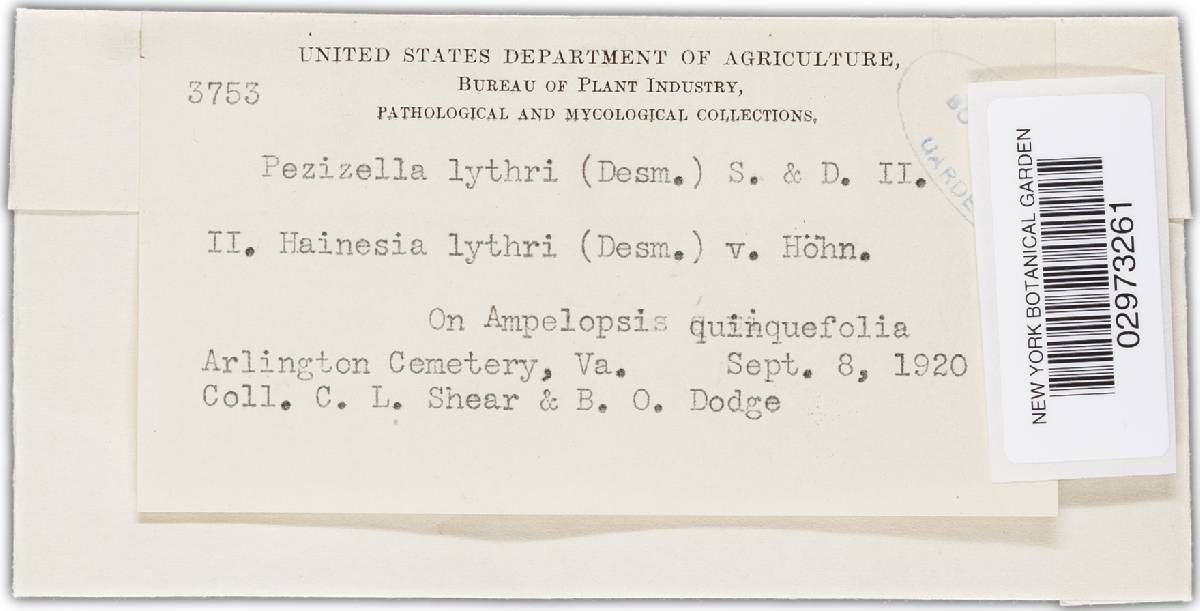 UNITED STATES DEPARTMENT OF AGRICULTURE,
BUREAU OF PLANT INDUSTRY,
3753
PATHOLOGICAL AND MYCOLOGICAL COLLECTIONS,
Pezizella lythri (Desm.) S. & D. II.
II. Hainesia lythri (Desm.) v. Höhn.
On Ampelopsis quinquefolia
Arlington Cemetery, Va. Sept. 8, 1920
Coll. C. L. Shear & B. O. Dodge
NEW YORK BOTANICAL GARDEN
02973261